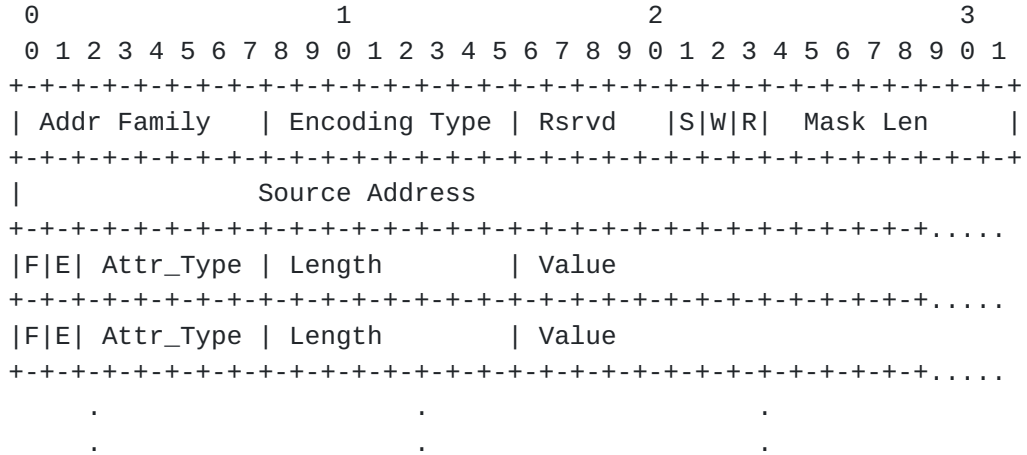 0                   1                   2                   3
 0 1 2 3 4 5 6 7 8 9 0 1 2 3 4 5 6 7 8 9 0 1 2 3 4 5 6 7 8 9 0 1
+-+-+-+-+-+-+-+-+-+-+-+-+-+-+-+-+-+-+-+-+-+-+-+-+-+-+-+-+-+-+-+-+
| Addr Family   | Encoding Type | Rsrvd   |S|W|R|  Mask Len     |
+-+-+-+-+-+-+-+-+-+-+-+-+-+-+-+-+-+-+-+-+-+-+-+-+-+-+-+-+-+-+-+-+
|               Source Address
+-+-+-+-+-+-+-+-+-+-+-+-+-+-+-+-+-+-+-+-+-+-+-+-+-+-+-+-+-+.....
|F|E| Attr_Type | Length        | Value
+-+-+-+-+-+-+-+-+-+-+-+-+-+-+-+-+-+-+-+-+-+-+-+-+-+-+-+-+-+.....
|F|E| Attr_Type | Length        | Value
+-+-+-+-+-+-+-+-+-+-+-+-+-+-+-+-+-+-+-+-+-+-+-+-+-+-+-+-+-+.....
     .                    .                     .
     .                    .                     .